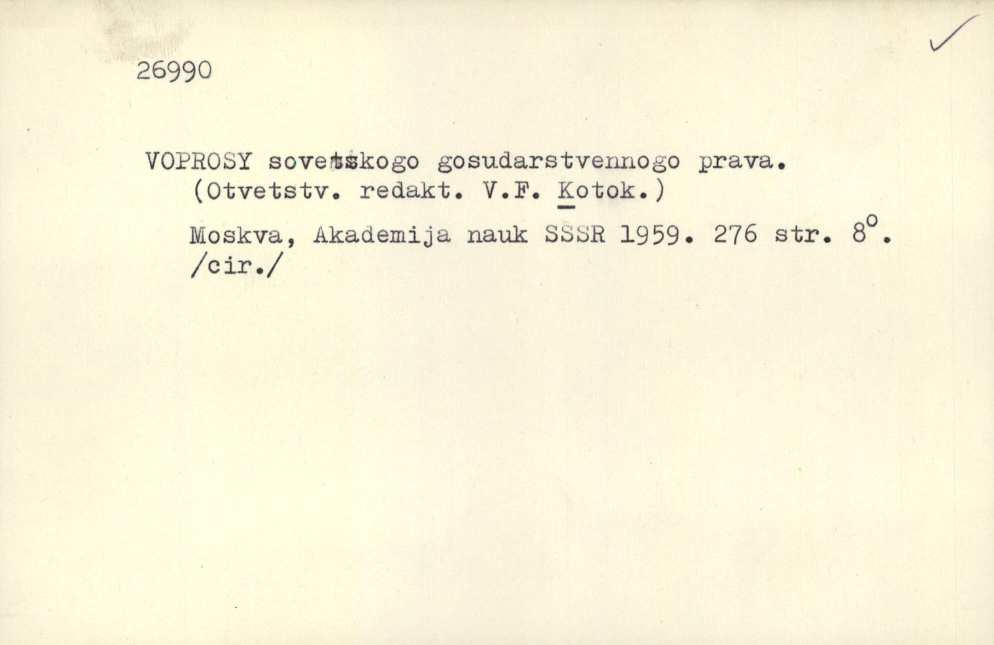 26990
VOPROSY sovetskogo gosudarstvennogo prava.
(Otvetstv. redakt. V.F. Kotok.)
Moskva, Akademija nauk SSSR 1959. 276 str. 8°.
/cir./